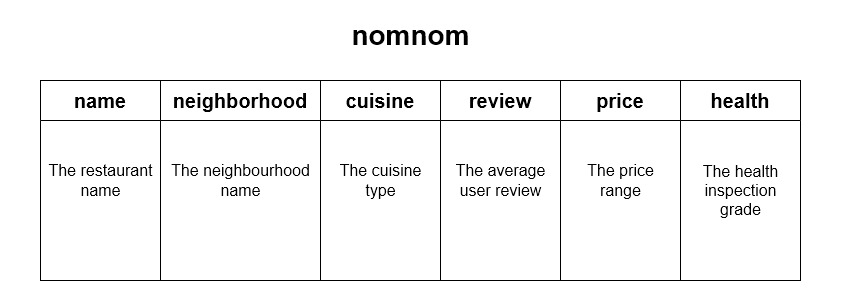 nomnom
name neighborhood cuisine review price health
The restaurant name
The neighbourhood name
The cuisine type
The average user review
The price range
The health inspection grade